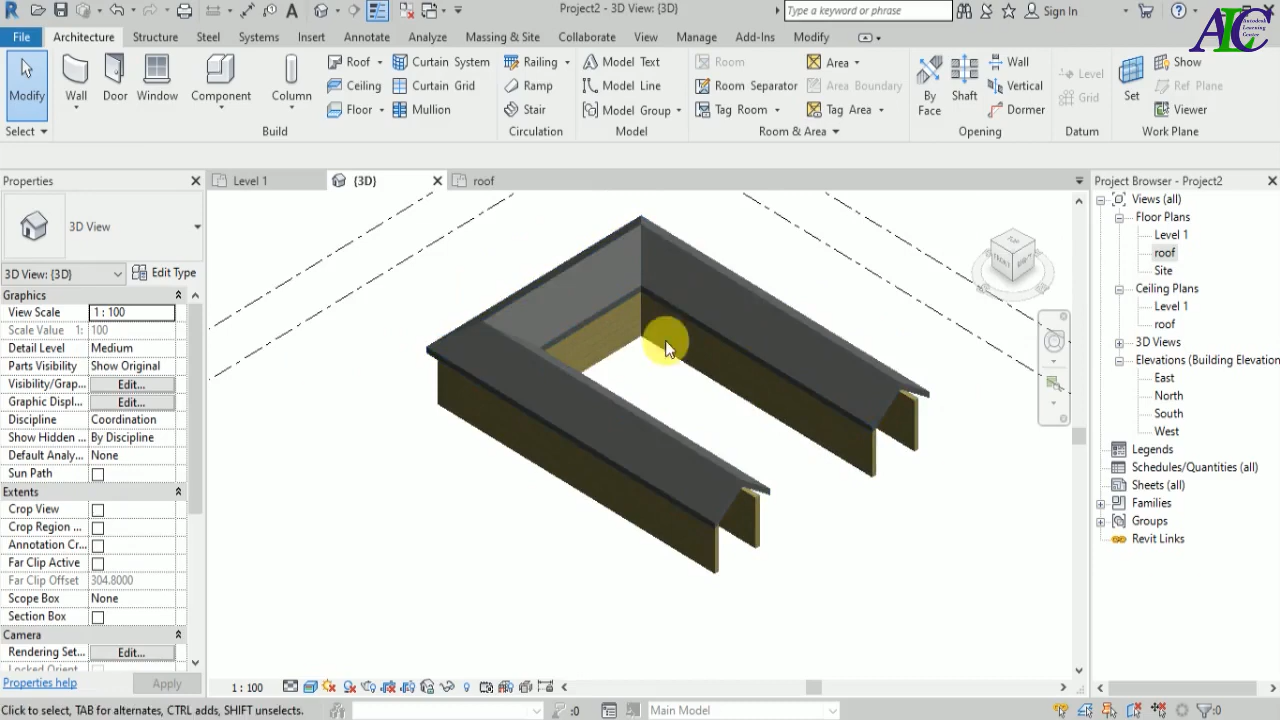 Project2 - 3D View: {3D}
Type a keyword or phrase
Sign In
ALC
Autodesk
Learning
Center
File
Architecture
Structure
Steel
Systems
Insert
Annotate
Analyze
Massing & Site
Collaborate
View
Manage
Add-Ins
Modify
Modify
Select
Wall
Door
Window
Component
Column
Roof
Ceiling
Floor
Curtain System
Curtain Grid
Mullion
Build
Railing
Ramp
Stair
Circulation
Model Text
Model Line
Model Group
Model
Room
Room Separator
Tag Room
Area
Area Boundary
Tag Area
Room & Area
By
Face
Shaft
Wall
Vertical
Dormer
Opening
Level
Grid
Datum
Set
Show
Ref Plane
Viewer
Work Plane
Properties
Level 1
{3D}
roof
Project Browser - Project2
3D View
3D View: {3D}
Edit Type
Graphics
View Scale
1 : 100
Scale Value 1:
100
Detail Level
Medium
Parts Visibility
Show Original
Visibility/Grap...
Edit...
Graphic Displ...
Edit...
Discipline
Coordination
Show Hidden ...
By Discipline
Default Analy...
None
Sun Path
Extents
Crop View
Crop Region ...
Annotation Cr...
Far Clip Active
Far Clip Offset
304.8000
Scope Box
None
Section Box
Camera
Rendering Set...
Edit...
Locked Orient
Properties help
Apply
TOP
FRONT
Views (all)
Floor Plans
Level 1
roof
Site
Ceiling Plans
Level 1
roof
3D Views
Elevations (Building Elevation
East
North
South
West
Legends
Schedules/Quantities (all)
Sheets (all)
Families
Groups
Revit Links
1 : 100
Click to select, TAB for alternates, CTRL adds, SHIFT unselects.
:0
Main Model
:0